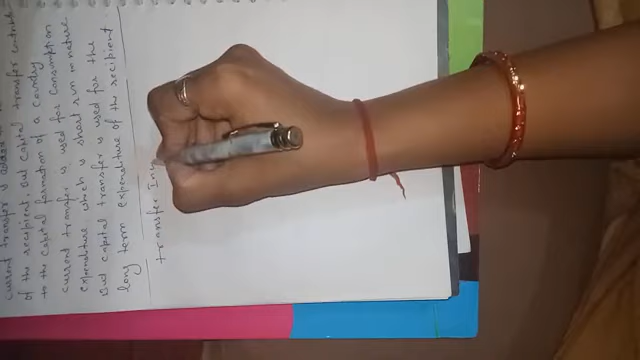 current transfer is
of the recipient, but capital transfer
to the capital formation of a country
current transfer is used for consumption
expenditure which is short run in nature
but capital transfer is used for the
long term expenditure of the recipient.
transfer In